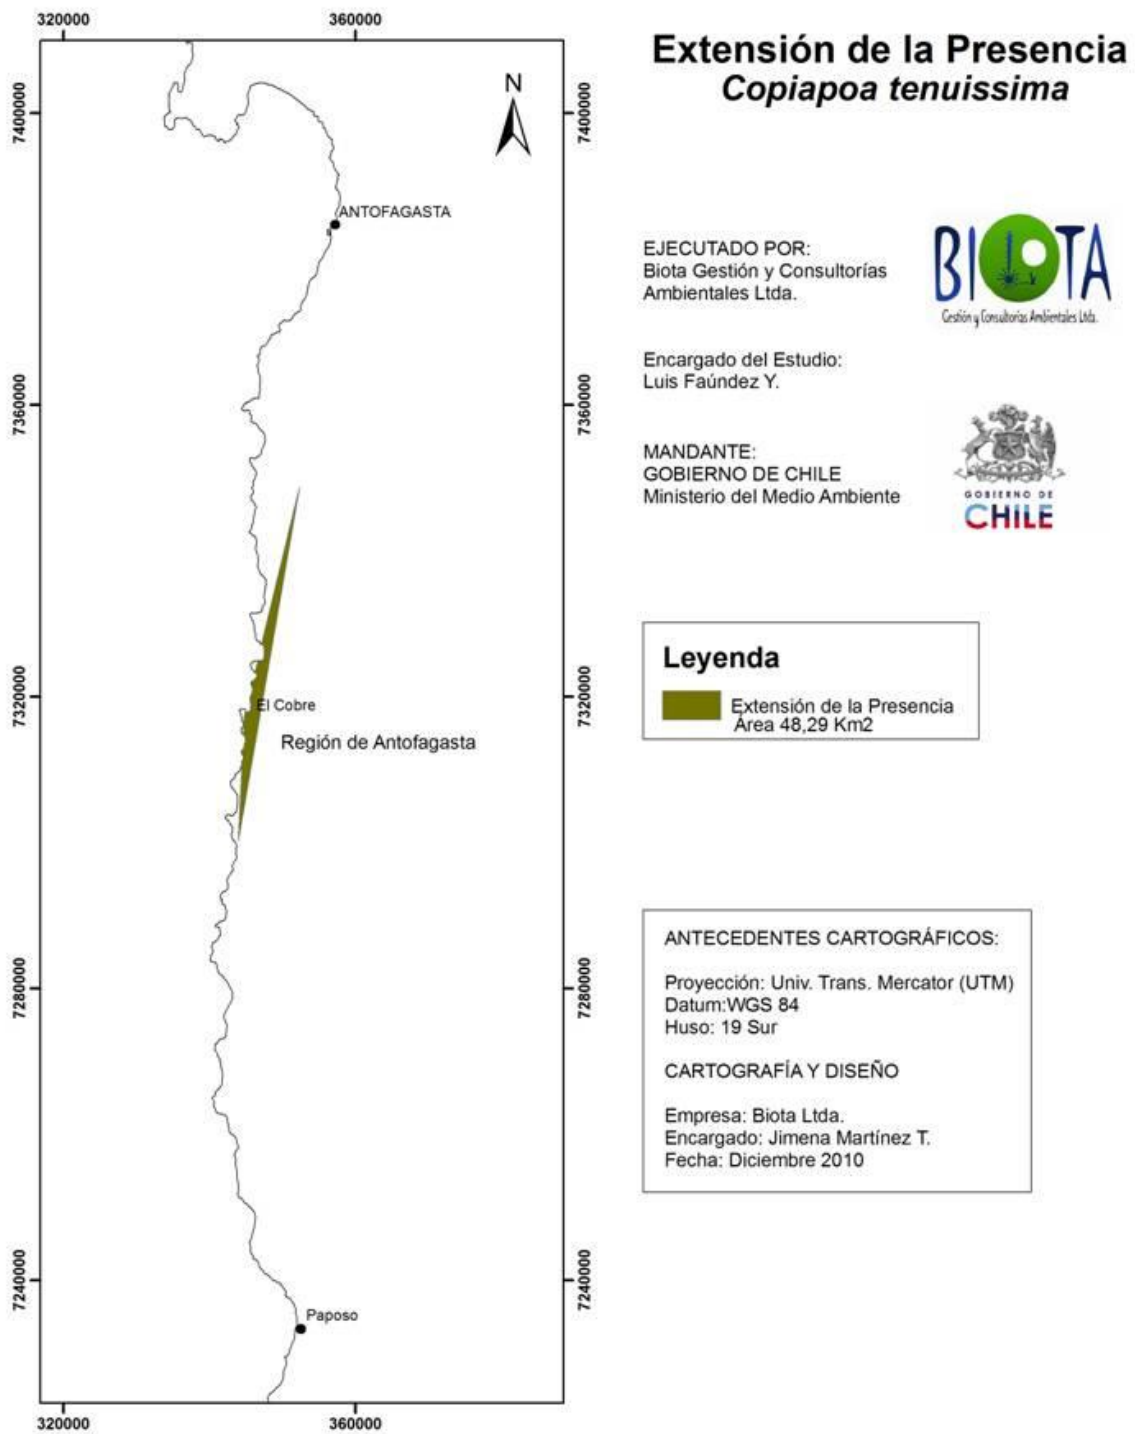 Extensión de la Presencia
Copiapoa tenuissima
320000
360000
7400000
7400000
N
ANTOFAGASTA
7360000
7360000
7320000
7320000
El Cobre
Región de Antofagasta
7280000
7280000
7240000
7240000
Paposo
320000
360000
EJECUTADO POR:
Biota Gestión y Consultorías
Ambientales Ltda.
BIOTA
Gestión y Consultorías Ambientales Ltda.
Encargado del Estudio:
Luis Faúndez Y.
MANDANTE:
GOBIERNO DE CHILE
Ministerio del Medio Ambiente
GOBIERNO DE
CHILE
Leyenda
Extensión de la Presencia
Área 48,29 Km2
ANTECEDENTES CARTOGRÁFICOS:
Proyección: Univ. Trans. Mercator (UTM)
Datum:WGS 84
Huso: 19 Sur
CARTOGRAFÍA Y DISEÑO
Empresa: Biota Ltda.
Encargado: Jimena Martínez T.
Fecha: Diciembre 2010